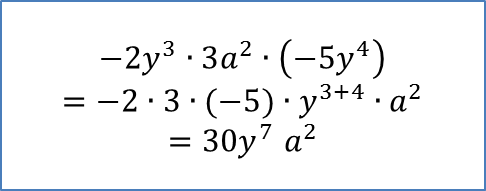 −2y³ · 3a² · (−5y⁴)
= −2 · 3 · (−5) · y³⁺⁴ · a²
= 30y⁷ a²